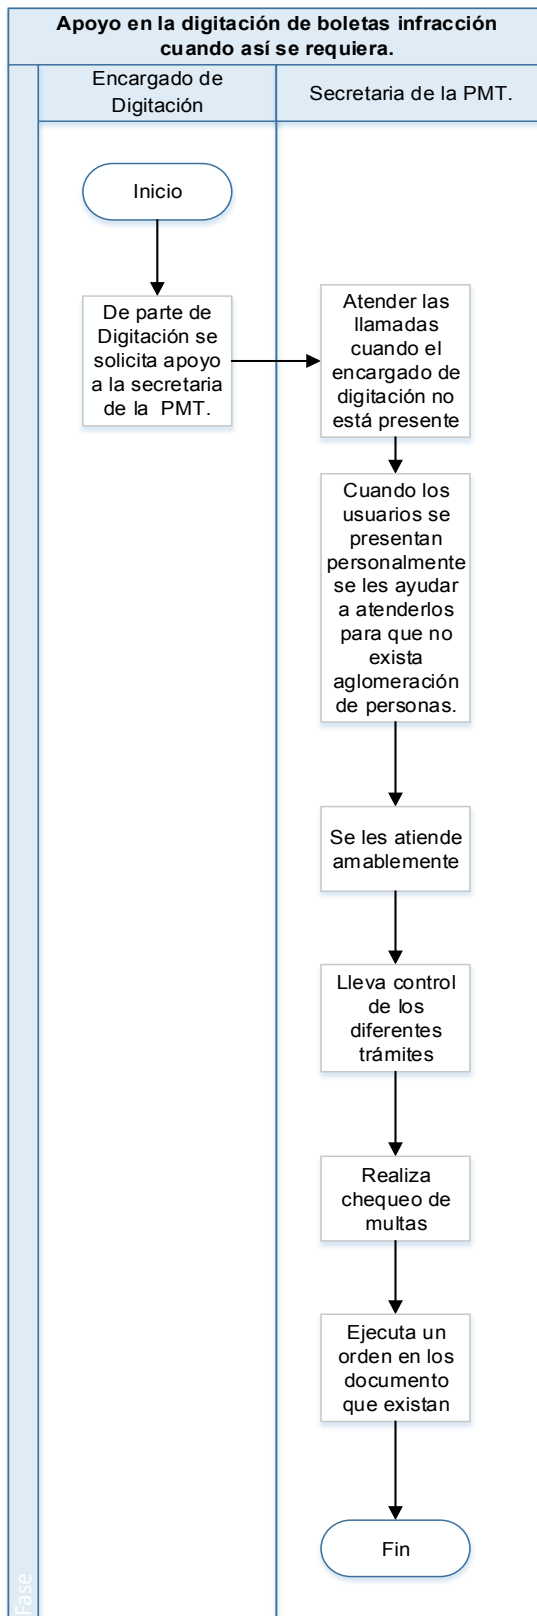 Apoyo en la digitación de boletas infracción
cuando así se requiera.
Encargado de
Digitación
Secretaria de la PMT.
Inicio
De parte de
Digitación se
solicita apoyo
a la secretaria
de la  PMT.
Atender las
llamadas
cuando el
encargado de
digitación no
está presente
Cuando los
usuarios se
presentan
personalmente
se les ayudar
a atenderlos
para que no
exista
aglomeración
de personas.
Se les atiende
amablemente
Lleva control
de los
diferentes
trámites
Realiza
chequeo de
multas
Ejecuta un
orden en los
documento
que existan
Fin
Fase